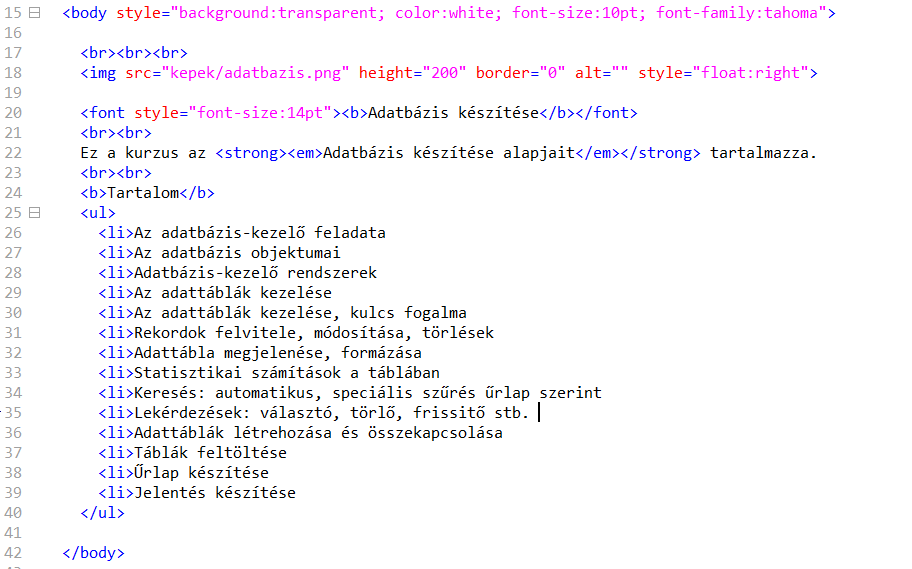 15 <body style="background:transparent; color:white; font-size:10pt; font-family:tahoma">
16
17 <br><br><br>
18 <img src="kepek/adatbazis.png" height="200" border="0" alt="" style="float:right">
19
20 <font style="font-size:14pt"><b>Adatbázis készítése</b></font>
21 <br><br>
22 Ez a kurzus az <strong><em>Adatbázis készítése alapjait</em></strong> tartalmazza.
23 <br><br>
24 <b>Tartalom</b>
25 <ul>
26 <li>Az adatbázis-kezelő feladata
27 <li>Az adatbázis objektumai
28 <li>Adatbázis-kezelő rendszerek
29 <li>Az adattáblák kezelése
30 <li>Az adattáblák kezelése, kulcs fogalma
31 <li>Rekordok felvitele, módosítása, törlések
32 <li>Adattábla megjelenése, formázása
33 <li>Statisztikai számítások a táblában
34 <li>Keresés: automatikus, speciális szűrés űrlap szerint
35 <li>Lekérdezések: választó, törlő, frissitő stb.
36 <li>Adattáblák létrehozása és összekapcsolása
37 <li>Táblák feltöltése
38 <li>Űrlap készítése
39 <li>Jelentés készítése
40 </ul>
41
42 </body>